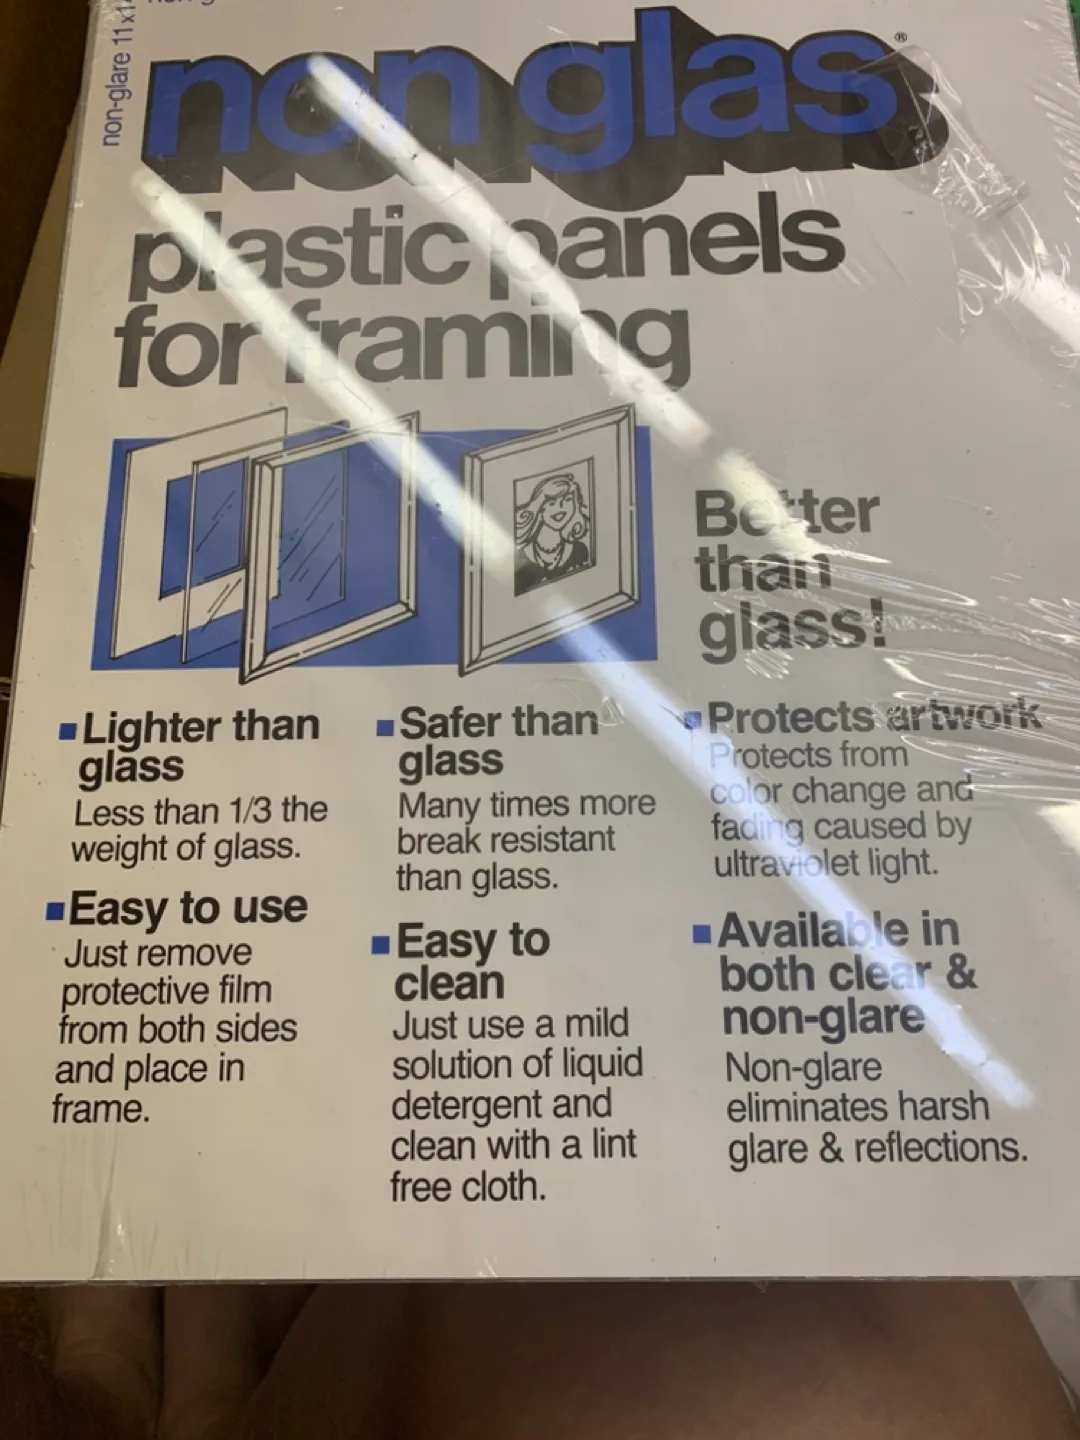 non-glare 11x14
non glas®
plastic panels
for framing
Better
than
glass!
Lighter than
glass
Less than 1/3 the
weight of glass.
Easy to use
Just remove
protective film
from both sides
and place in
frame.
Safer than
glass
Many times more
break resistant
than glass.
Easy to
clean
Just use a mild
solution of liquid
detergent and
clean with a lint
free cloth.
Protects artwork
Protects from
color change and
fading caused by
ultraviolet light.
Available in
both clear &
non-glare
Non-glare
eliminates harsh
glare & reflections.